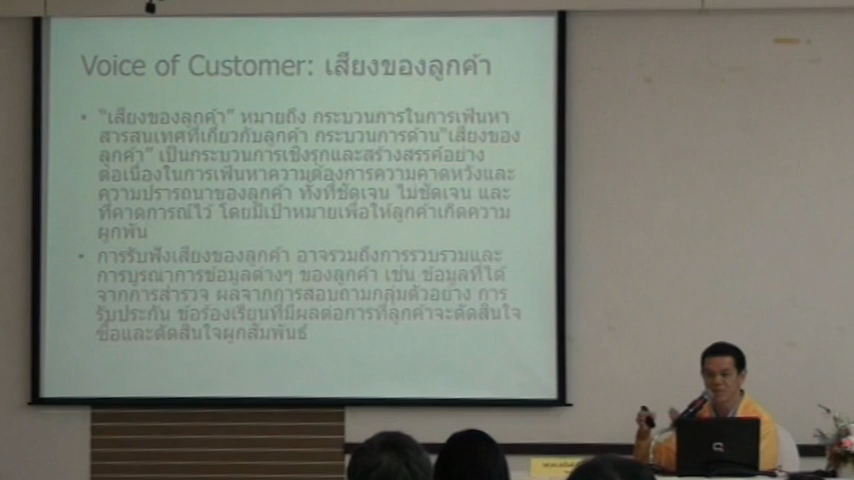 Voice of Customer: เสียงของลูกค้า
• "เสียงของลูกค้า" หมายถึง กระบวนการในการเฟ้นหา
สารสนเทศที่เกี่ยวกับลูกค้า กระบวนการด้าน"เสียงของ
ลูกค้า" เป็นกระบวนการเชิงรุกและสร้างสรรค์อย่าง
ต่อเนื่องในการเฟ้นหาความต้องการความคาดหวังและ
ความปรารถนาของลูกค้า ทั้งที่ชัดเจน ไม่ชัดเจน และ
ที่คาดการณ์ไว้ โดยมีเป้าหมายเพื่อให้ลูกค้าเกิดความ
ผูกพัน
• การรับฟังเสียงของลูกค้า อาจรวมถึงการรวบรวมและ
การบูรณาการข้อมูลต่างๆ ของลูกค้า เช่น ข้อมูลที่ได้
จากการสำรวจ ผลจากการสอบถามกลุ่มตัวอย่าง การ
รับประกัน ข้อร้องเรียนที่มีผลต่อการที่ลูกค้าจะตัดสินใจ
ซื้อและตัดสินใจผูกสัมพันธ์